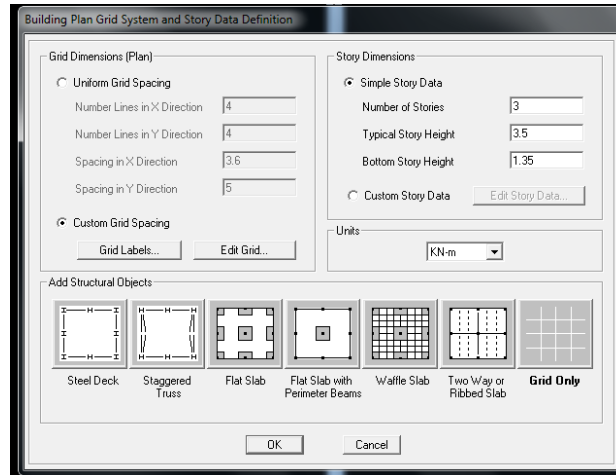 Building Plan Grid System and Story Data Definition
Grid Dimensions (Plan)
Uniform Grid Spacing
Number Lines in X Direction 4
Number Lines in Y Direction 4
Spacing in X Direction 3.6
Spacing in Y Direction 5
Custom Grid Spacing
Grid Labels... Edit Grid...
Story Dimensions
Simple Story Data
Number of Stories 3
Typical Story Height 3.5
Bottom Story Height 1.35
Custom Story Data Edit Story Data...
Units
KN-m
Add Structural Objects
Steel Deck
Staggered
Truss
Flat Slab
Flat Slab with
Perimeter Beams
Waffle Slab
Two Way or
Ribbed Slab
Grid Only
OK Cancel